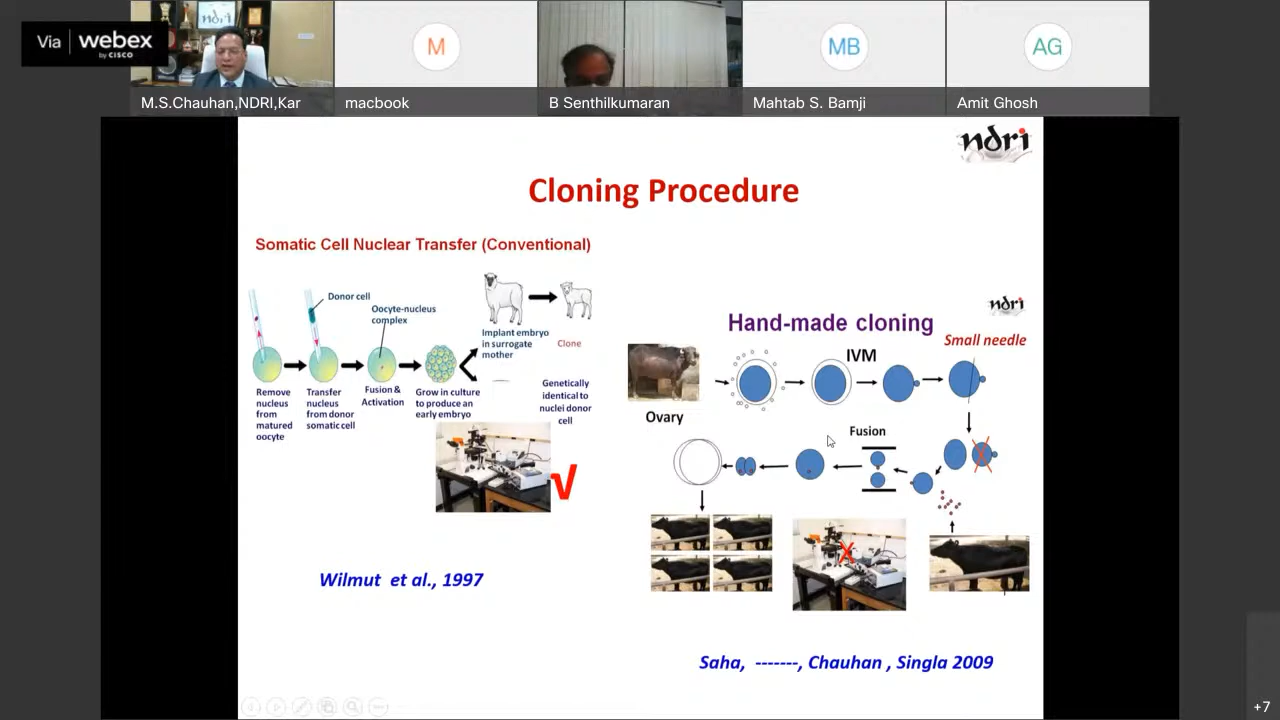 Via webex
by CISCO
ndri
M
MB
AG
M.S.Chauhan,NDRI,Kar
macbook
B Senthilkumaran
Mahtab S. Bamji
Amit Ghosh
ndri
Cloning Procedure
Somatic Cell Nuclear Transfer (Conventional)
Donor cell
Oocyte-nucleus
complex
Implant embryo
in surrogate
mother
Clone
Remove
nucleus
from
matured
oocyte
Transfer
nucleus
from donor
somatic cell
Fusion &
Activation
Grow in culture
to produce an
early embryo
Genetically
identical to
nuclei donor
cell
√
Wilmut et al., 1997
ndri
Hand-made cloning
Small needle
IVM
Ovary
Fusion
X
Saha, -------, Chauhan , Singla 2009
+7